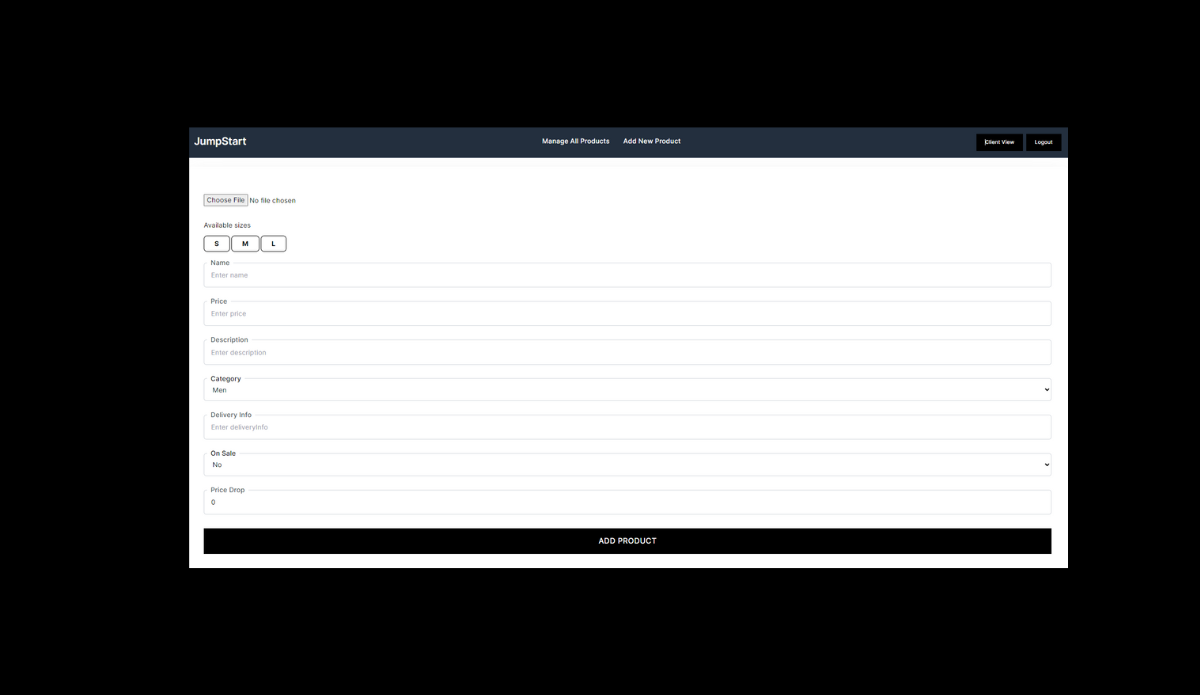 JumpStart
Manage All Products
Add New Product
Client View
Logout
Choose File No file chosen
Available sizes
S M L
Name
Enter name
Price
Enter price
Description
Enter description
Category
Men
Delivery Info
Enter deliveryInfo
On Sale
No
Price Drop
0
ADD PRODUCT